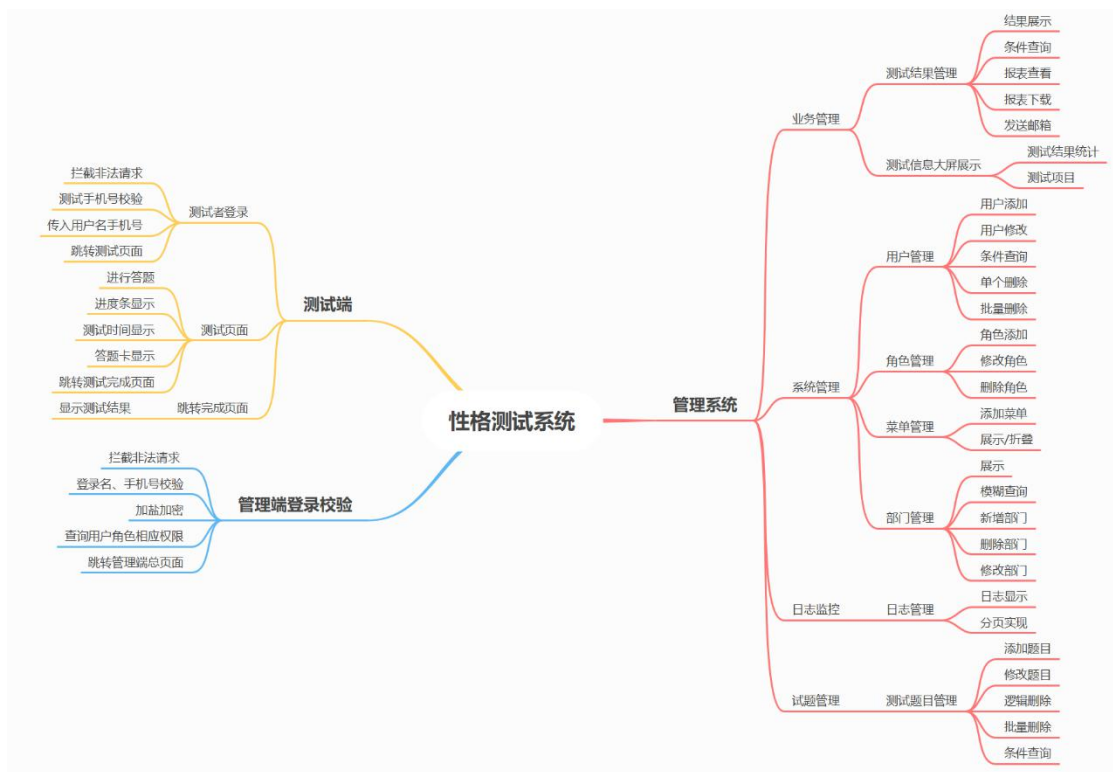 性格测试系统
测试端
测试者登录
拦截非法请求
测试手机号校验
传入用户名手机号
跳转测试页面
测试页面
进行答题
进度条显示
测试时间显示
答题卡显示
跳转测试完成页面
跳转完成页面
显示测试结果
管理端登录校验
拦截非法请求
登录名、手机号校验
加盐加密
查询用户角色相应权限
跳转管理端总页面
管理系统
业务管理
测试结果管理
结果展示
条件查询
报表查看
报表下载
发送邮箱
测试信息大屏展示
测试结果统计
测试项目
系统管理
用户管理
用户添加
用户修改
条件查询
单个删除
批量删除
角色管理
角色添加
修改角色
删除角色
菜单管理
添加菜单
展示/折叠
部门管理
展示
模糊查询
新增部门
删除部门
修改部门
日志监控
日志管理
日志显示
分页实现
试题管理
测试题目管理
添加题目
修改题目
逻辑删除
批量删除
条件查询